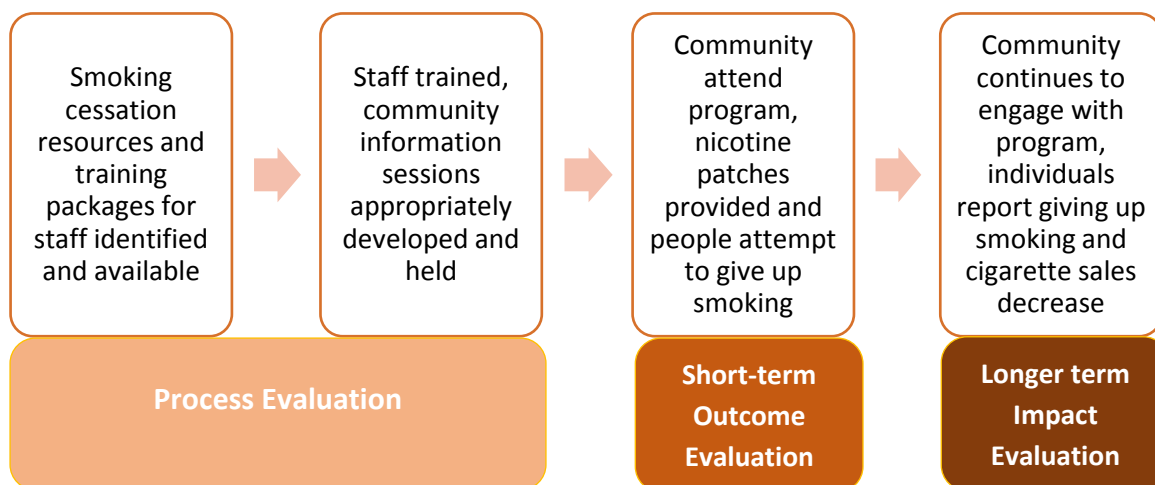 Smoking
cessation
resources and
training
packages for
staff identified
and available
Staff trained,
community
information
sessions
appropriately
developed and
held
Community
attend
program,
nicotine
patches
provided and
people attempt
to give up
smoking
Community
continues to
engage with
program,
individuals
report giving up
smoking and
cigarette sales
decrease
Process Evaluation
Short-term
Outcome
Evaluation
Longer term
Impact
Evaluation